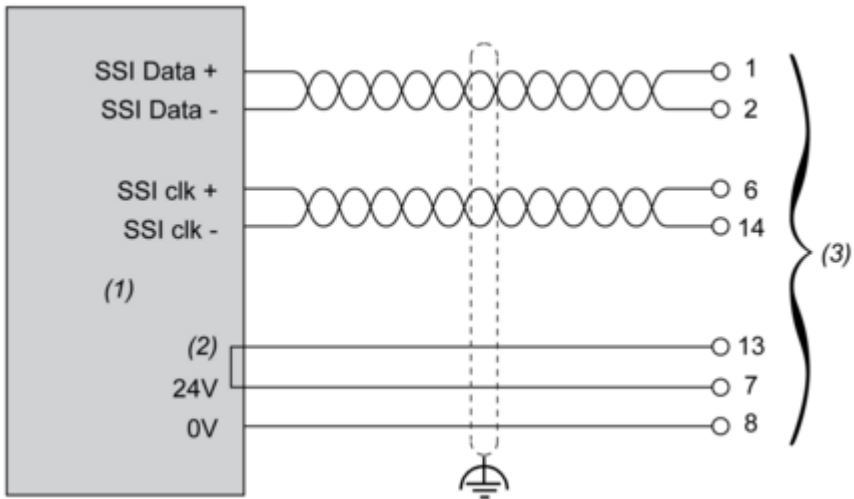 SSI Data + 1
SSI Data - 2
SSI clk + 6
SSI clk - 14
(1)
(3)
(2) 13
24V 7
0V 8